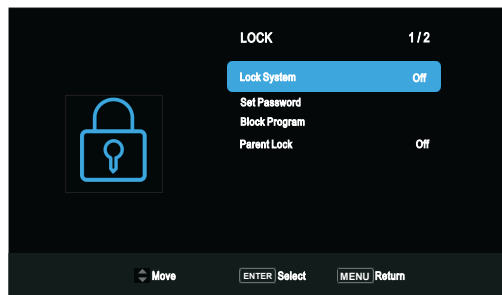 LOCK 1/2
Lock System Off
Set Password
Block Program
Parent Lock Off
Move ENTER Select MENU Return